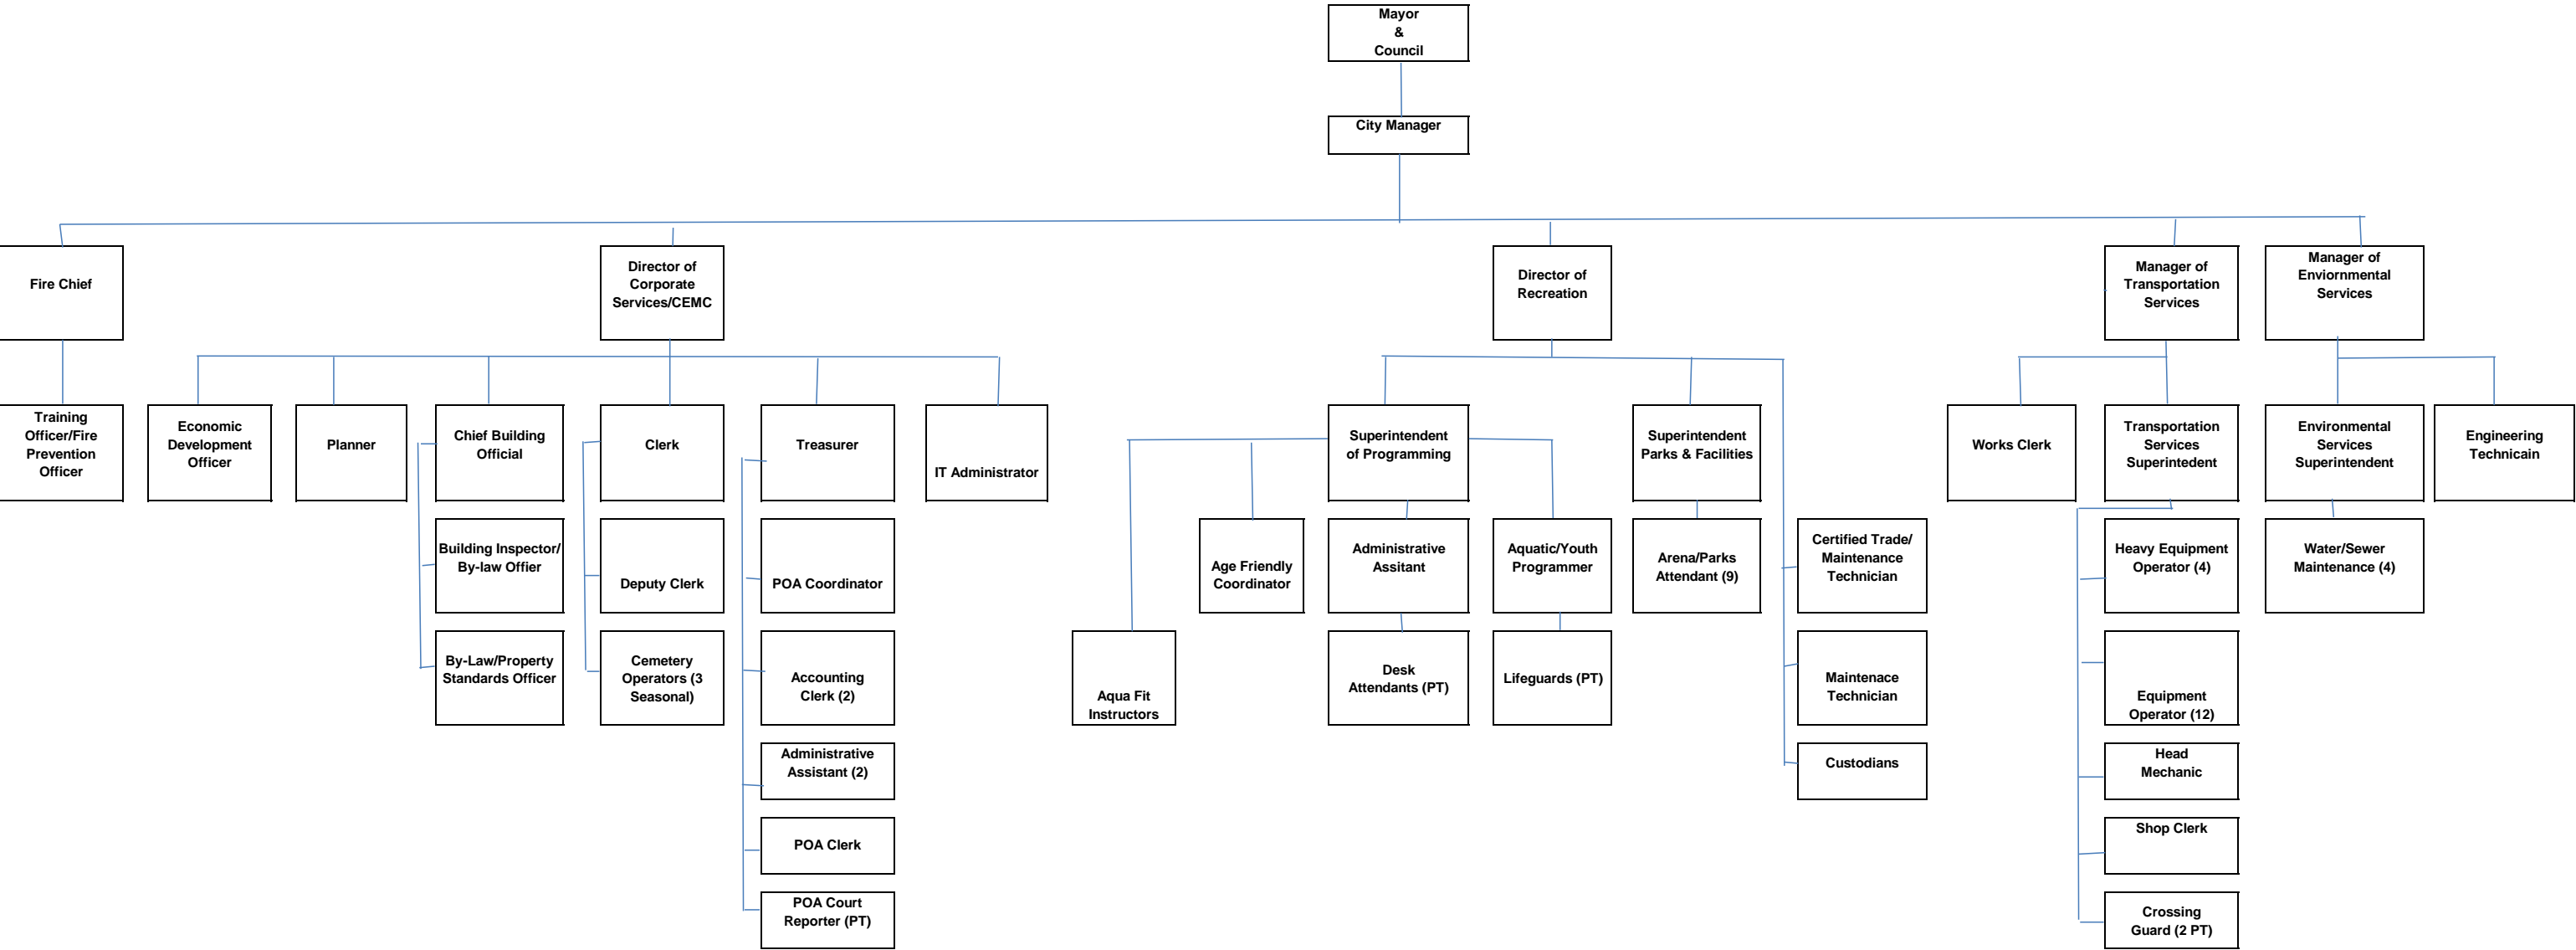 Mayor
&
Council
City Manager
Fire Chief
Director of
Corporate
Services/CEMC
Director of
Recreation
Manager of
Transportation
Services
Manager of
Enviornmental
Services
Training
Officer/Fire
Prevention
Officer
Economic
Development
Officer
Planner
Chief Building
Official
Clerk
Treasurer
IT Administrator
Superintendent
of Programming
Superintendent
Parks & Facilities
Works Clerk
Transportation
Services
Superintedent
Environmental
Services
Superintendent
Engineering
Technicain
Building Inspector/
By-law Offier
Deputy Clerk
POA Coordinator
Age Friendly
Coordinator
Administrative
Assitant
Aquatic/Youth
Programmer
Arena/Parks
Attendant (9)
Certified Trade/
Maintenance
Technician
Heavy Equipment
Operator (4)
Water/Sewer
Maintenance (4)
By-Law/Property
Standards Officer
Cemetery
Operators (3
Seasonal)
Accounting
Clerk (2)
Aqua Fit
Instructors
Desk
Attendants (PT)
Lifeguards (PT)
Maintenace
Technician
Equipment
Operator (12)
Administrative
Assistant (2)
Custodians
Head
Mechanic
POA Clerk
Shop Clerk
POA Court
Reporter (PT)
Crossing
Guard (2 PT)